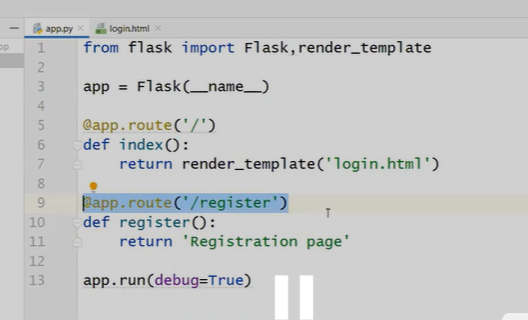 app.py login.html
op
1 from flask import Flask,render_template
2
3 app = Flask(__name__)
4
5 @app.route('/')
6 def index():
7 return render_template('login.html')
8
9 @app.route('/register')
10 def register():
11 return 'Registration page'
12
13 app.run(debug=True)